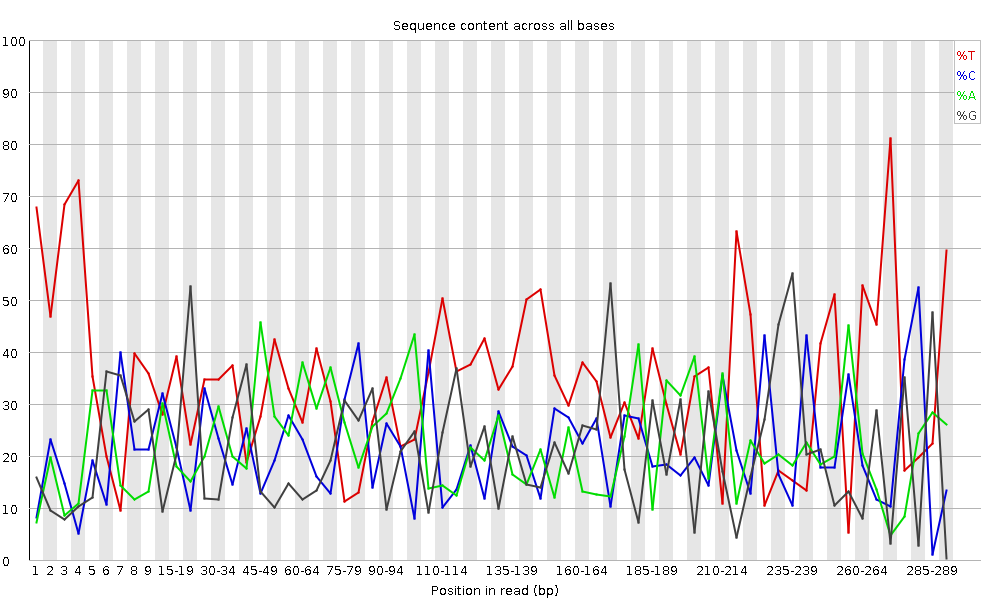 Sequence content across all bases
100
90
80
70
60
50
40
30
20
10
0
%T
%C
%A
%G
1 2 3 4 5 6 7 8 9 15-19 30-34 45-49 60-64 75-79 90-94 110-114 135-139 160-164 185-189 210-214 235-239 260-264 285-289
Position in read (bp)